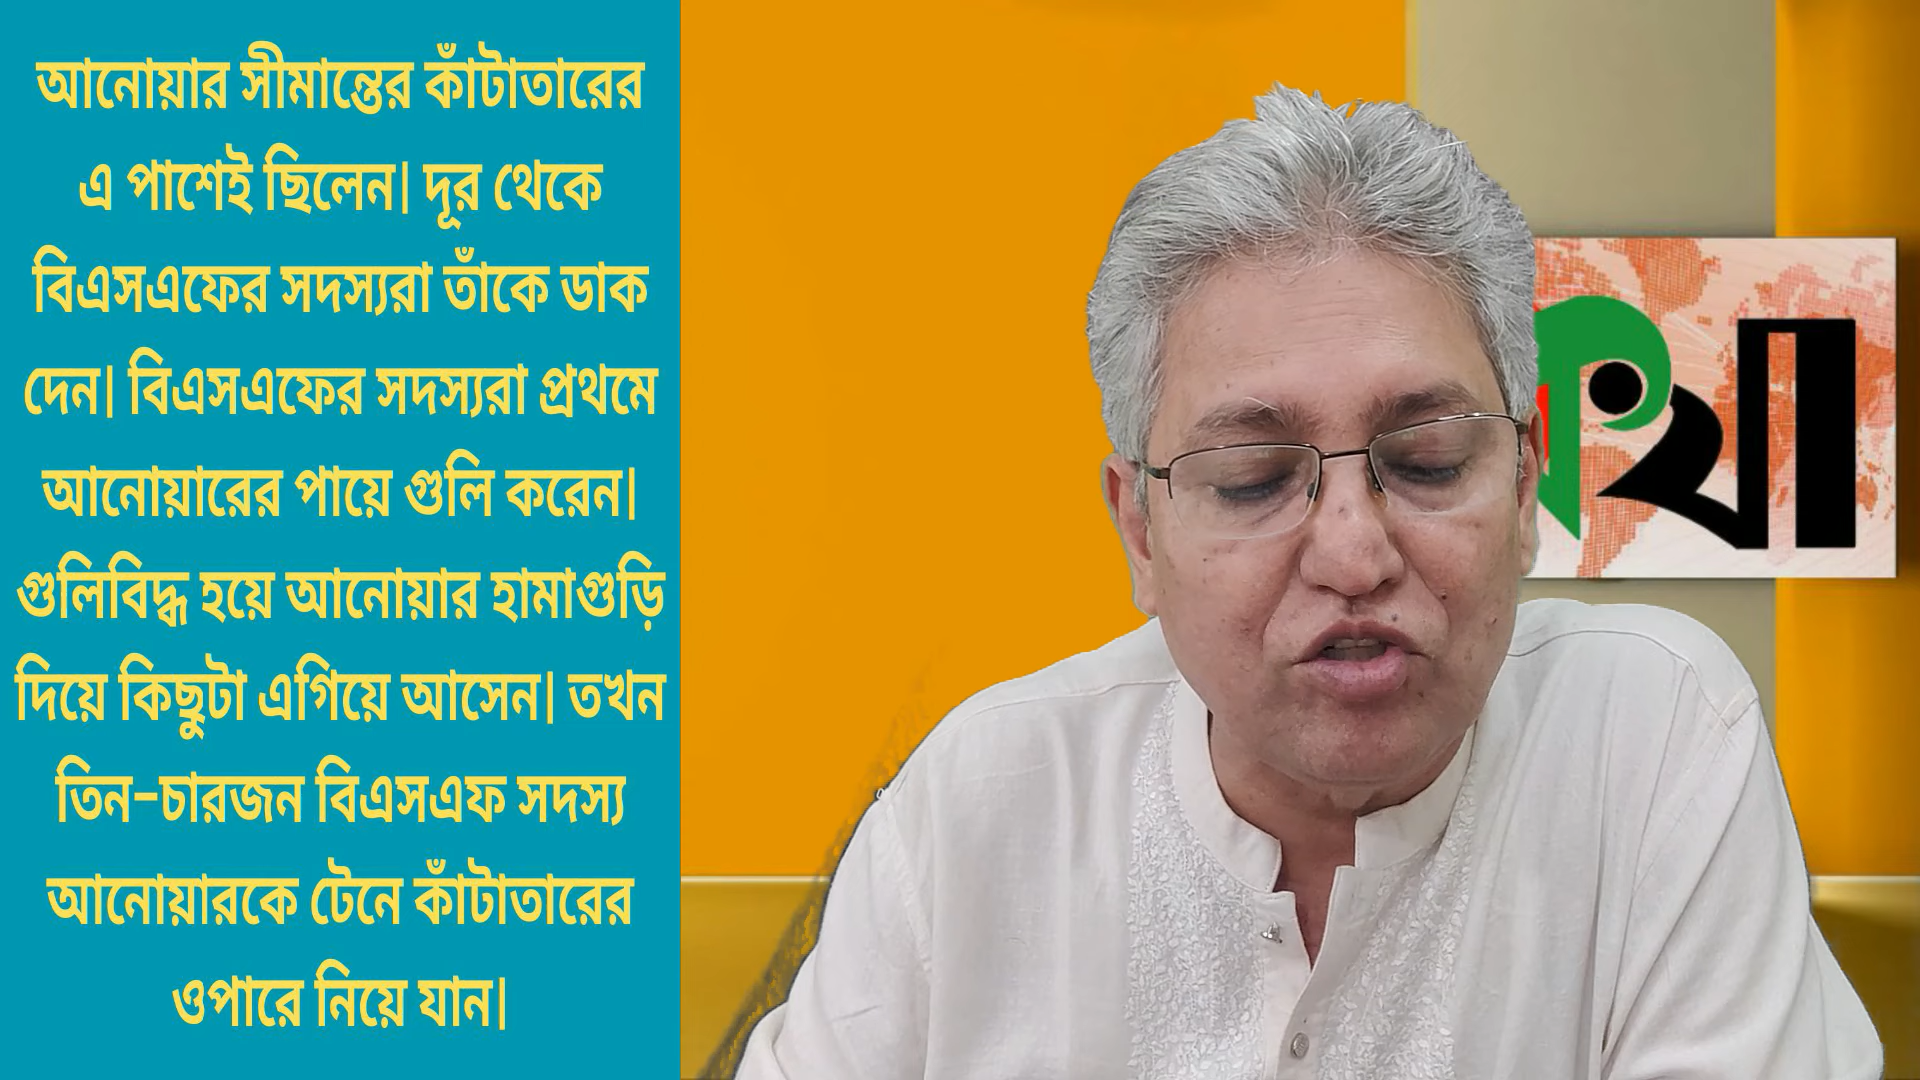 আনোয়ার সীমান্তের কাঁটাতারের
এ পাশেই ছিলেন। দূর থেকে
বিএসএফের সদস্যরা তাঁকে ডাক
দেন। বিএসএফের সদস্যরা প্রথমে
আনোয়ারের পায়ে গুলি করেন।
গুলিবিদ্ধ হয়ে আনোয়ার হামাগুড়ি
দিয়ে কিছুটা এগিয়ে আসেন। তখন
তিন-চারজন বিএসএফ সদস্য
আনোয়ারকে টেনে কাঁটাতারের
ওপারে নিয়ে যান।